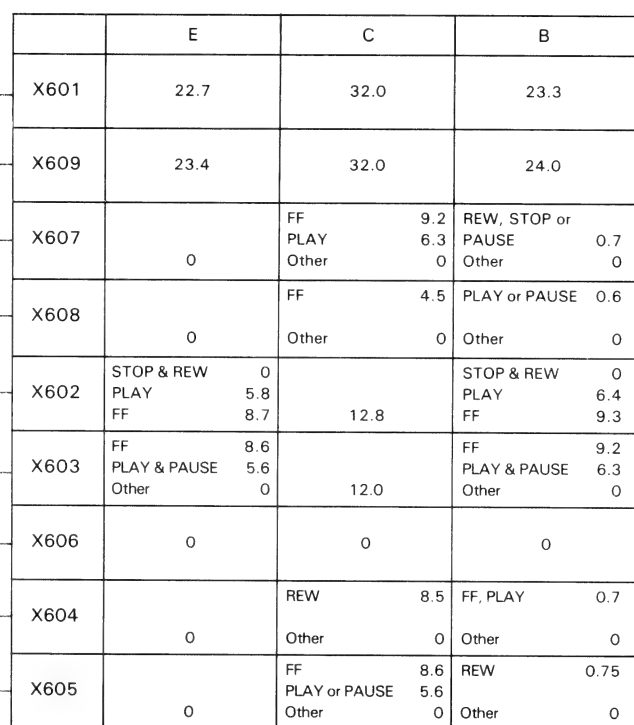 E C B
X601 22.7 32.0 23.3
X609 23.4 32.0 24.0
FF 9.2 REW, STOP or
X607 PLAY 6.3 PAUSE 0.7
0 Other 0 Other 0
FF 4.5 PLAY or PAUSE 0.6
X608
0 Other 0 Other 0
STOP & REW 0 STOP & REW 0
X602 PLAY 5.8 PLAY 6.4
FF 8.7 12.8 FF 9.3
FF 8.6 FF 9.2
X603 PLAY & PAUSE 5.6 PLAY & PAUSE 6.3
Other 0 12.0 Other 0
X606 0 0 0
REW 8.5 FF, PLAY 0.7
X604
0 Other 0 Other 0
FF 8.6 REW 0.75
X605 PLAY or PAUSE 5.6
0 Other 0 Other 0